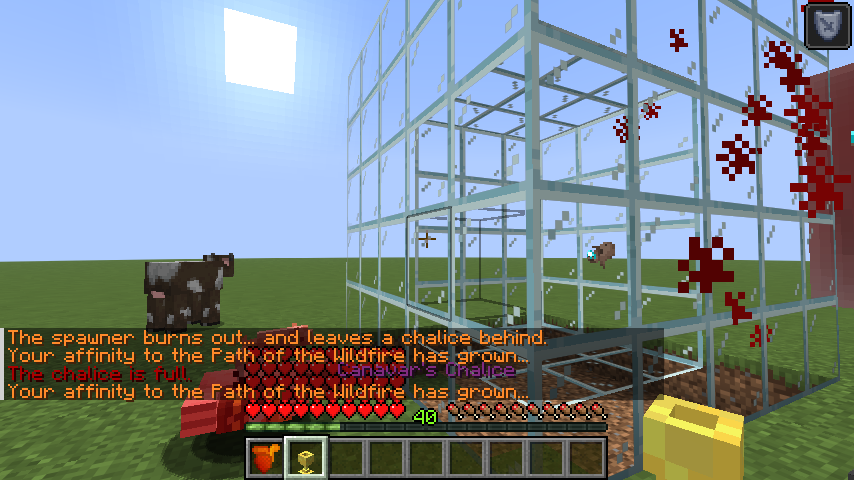 The spawner burns out… and leaves a chalice behind.
Your affinity to the Path of the Wildfire has grown…
The chalice is full.
Canavar's Chalice
Your affinity to the Path of the Wildfire has grown…
40